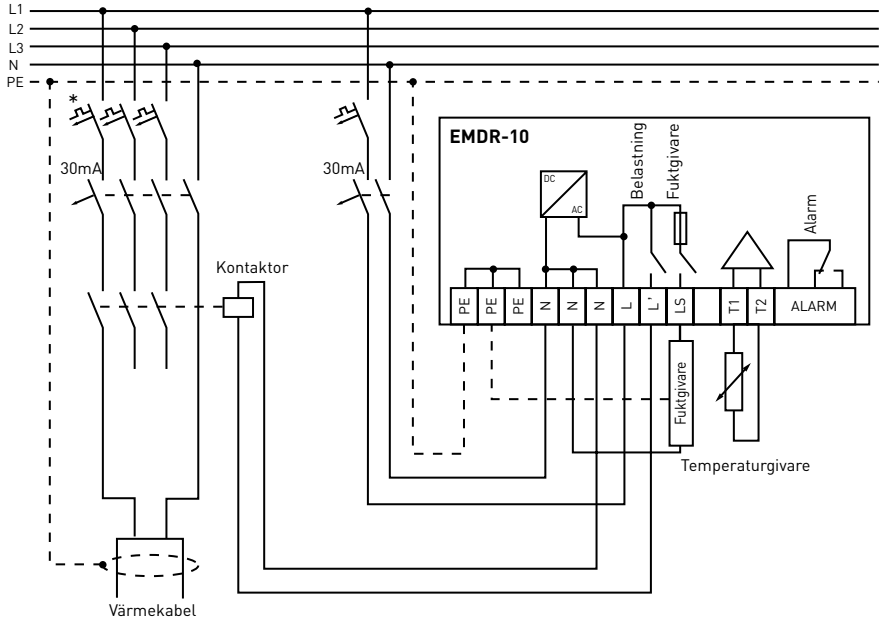 L1
L2
L3
N
PE
*
30mA
30mA
Kontaktor
EMDR-10
DC
AC
Belastning
Fuktgivare
Alarm
PE
PE
PE
N
N
N
L
L'
LS
T1
T2
ALARM
Fuktgivare
Temperaturgivare
Värmekabel